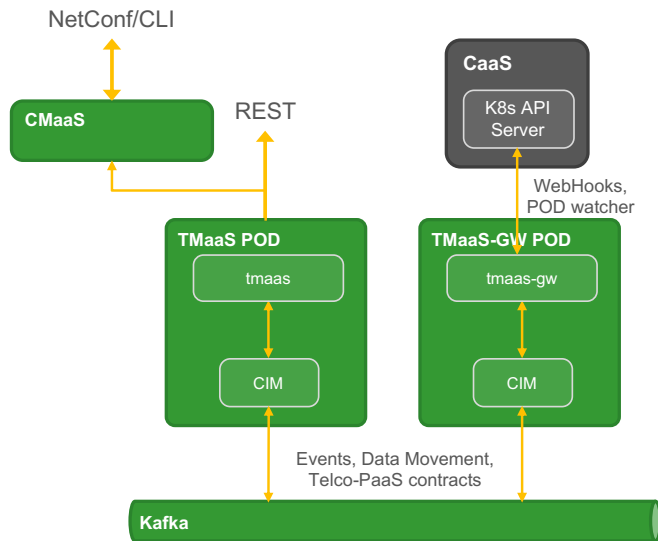 NetConf/CLI
CMaaS
REST
CaaS
K8s API
Server
WebHooks,
POD watcher
TMaaS POD
tmaas
CIM
TMaaS-GW POD
tmaas-gw
CIM
Events, Data Movement,
Telco-PaaS contracts
Kafka